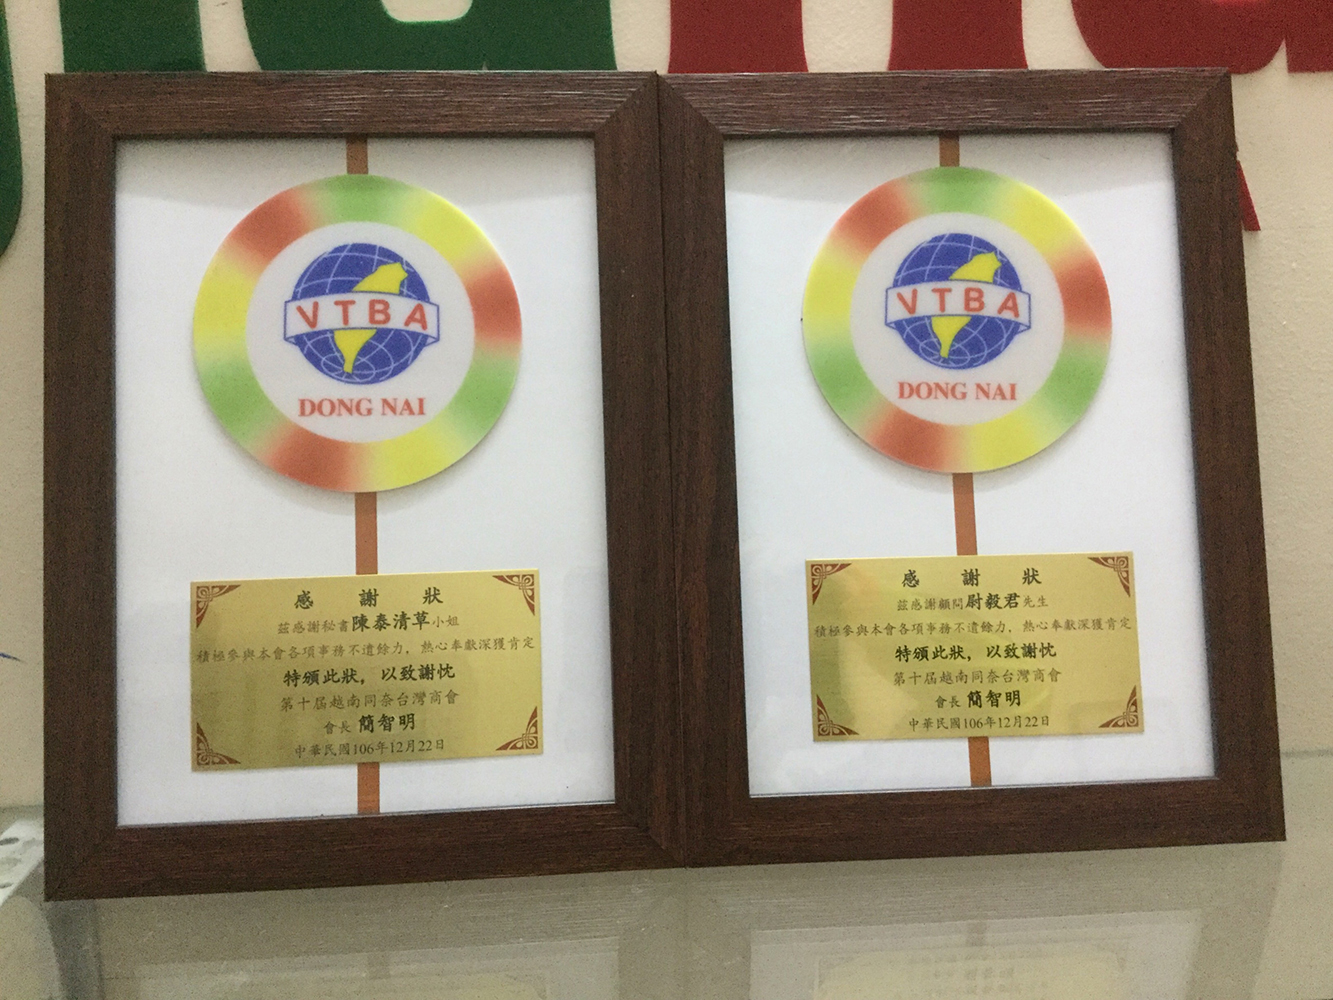 VTBA
DONG NAI
感謝狀
茲感謝秘書陳泰清草小姐
積極參與本會各項事務不遺餘力，熱心奉獻深獲肯定
特頒此狀，以致謝忱
第十屆越南同奈台灣商會
會長 簡智明
中華民國106年12月22日
VTBA
DONG NAI
感謝狀
茲感謝顧問尉毅君先生
積極參與本會各項事務不遺餘力，熱心奉獻深獲肯定
特頒此狀，以致謝忱
第十屆越南同奈台灣商會
會長 簡智明
中華民國106年12月22日